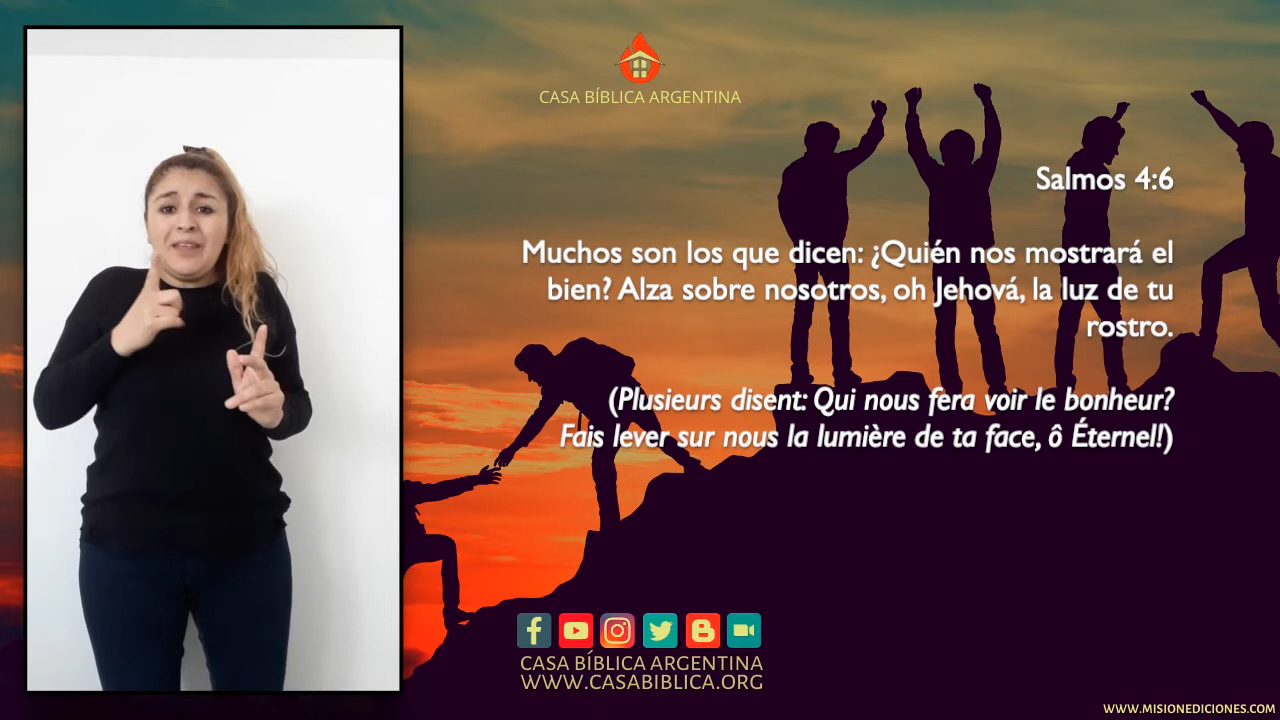 CASA BÍBLICA ARGENTINA
Salmos 4:6
Muchos son los que dicen: ¿Quién nos mostrará el
bien? Alza sobre nosotros, oh Jehová, la luz de tu
rostro.
(Plusieurs disent: Qui nous fera voir le bonheur?
Fais lever sur nous la lumière de ta face, ô Éternel!)
CASA BÍBLICA ARGENTINA
WWW.CASABIBLICA.ORG
WWW.MISIONEDICIONES.COM